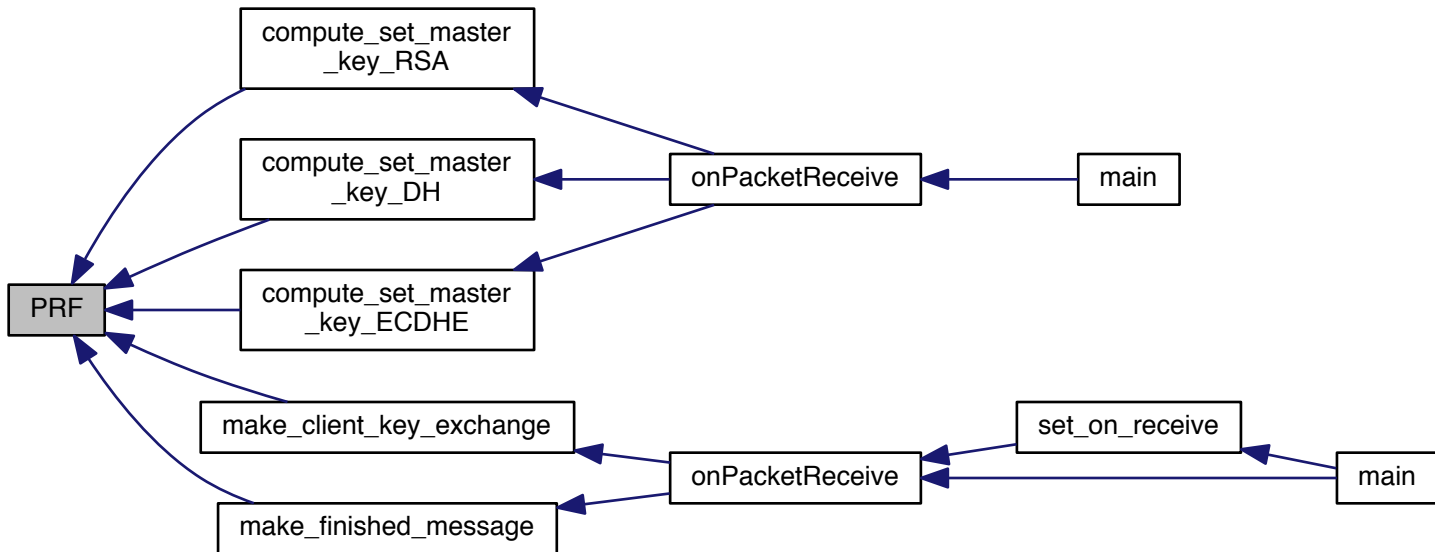 compute_set_master
_key_RSA
compute_set_master
_key_DH
onPacketReceive
main
PRF
compute_set_master
_key_ECDHE
make_client_key_exchange
set_on_receive
onPacketReceive
main
make_finished_message